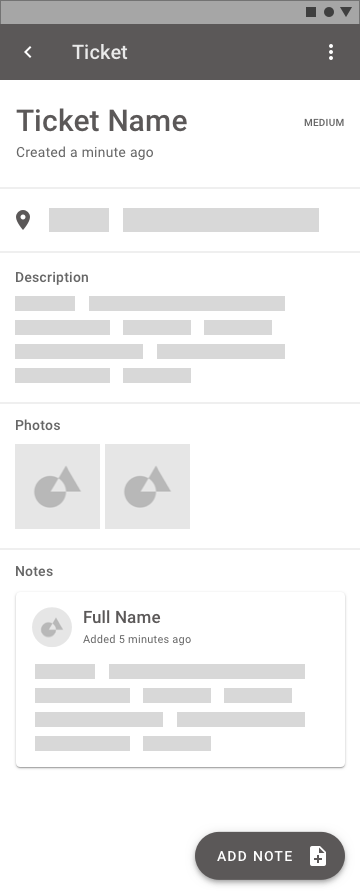 Ticket
Ticket Name
MEDIUM
Created a minute ago
Description
Photos
Notes
Full Name
Added 5 minutes ago
ADD NOTE